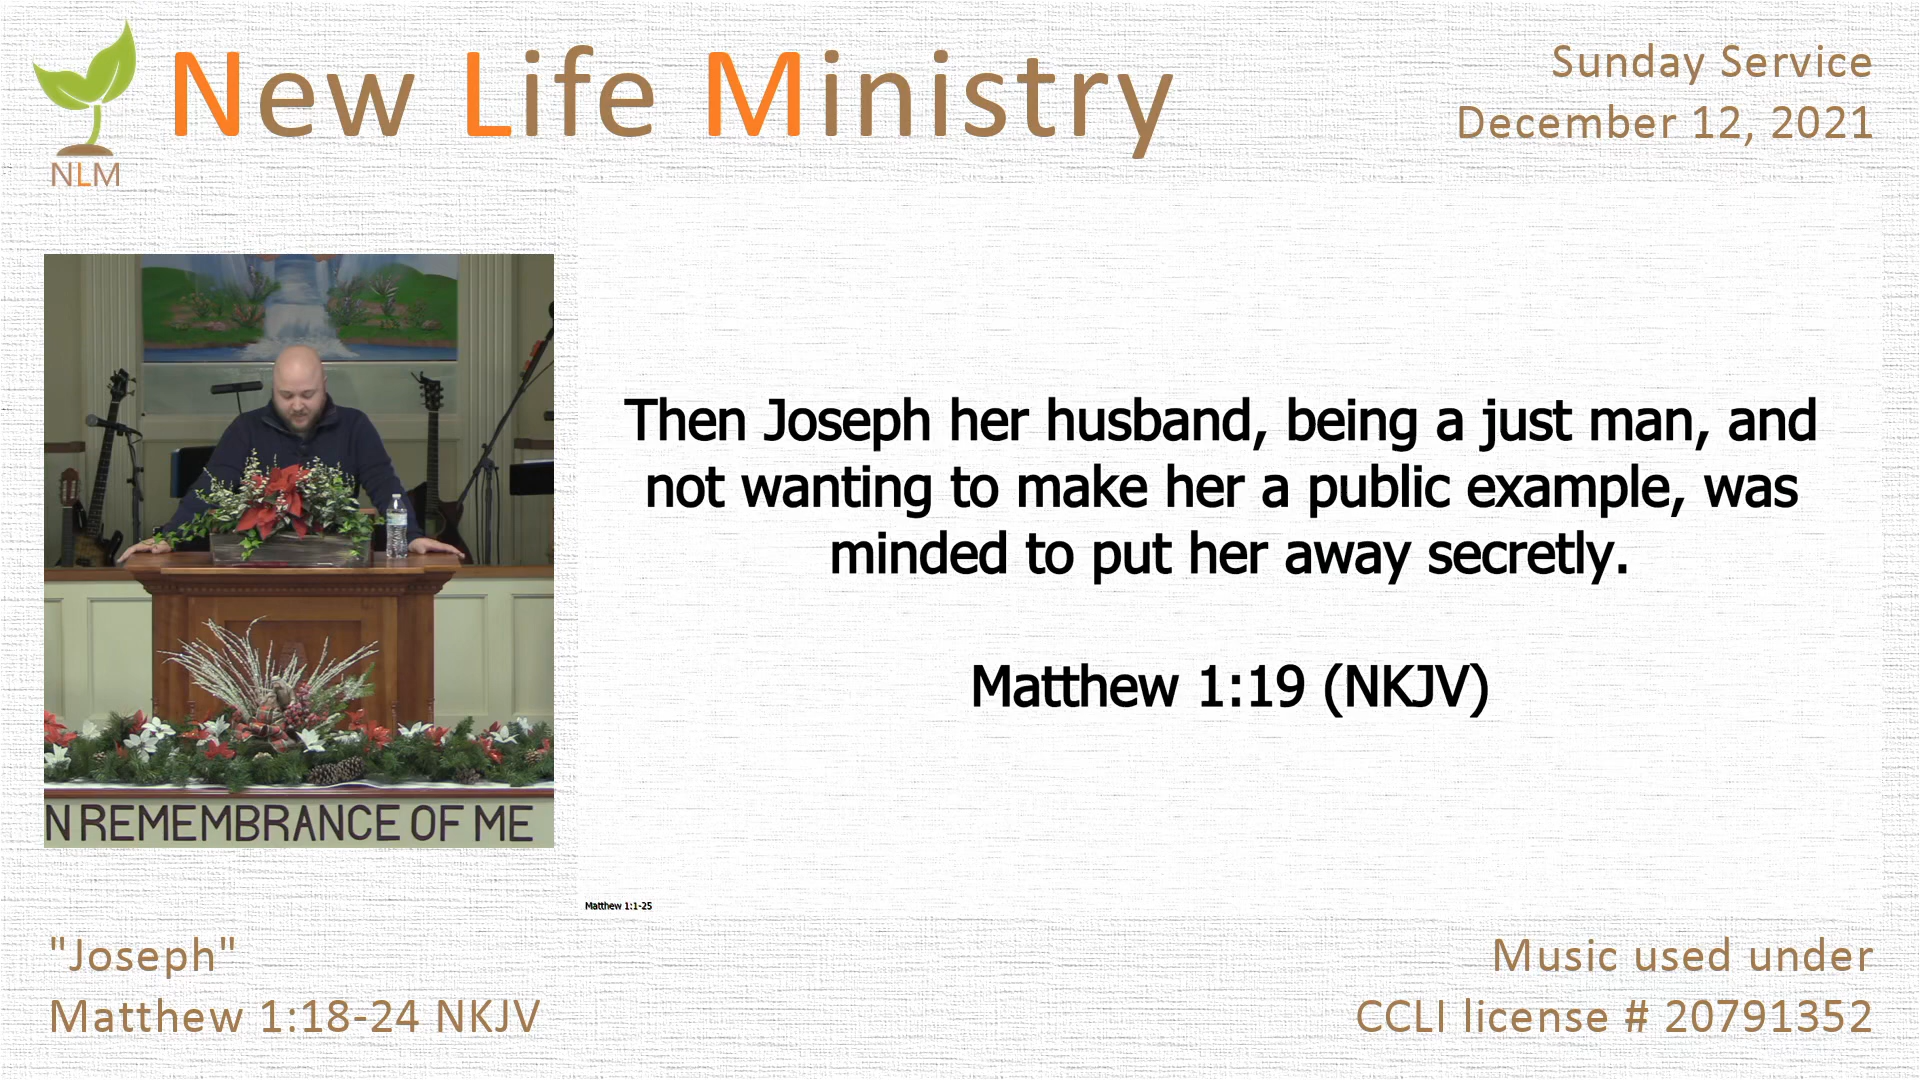 New Life Ministry
NLM
Sunday Service
December 12, 2021
Then Joseph her husband, being a just man, and
not wanting to make her a public example, was
minded to put her away secretly.
Matthew 1:19 (NKJV)
N REMEMBRANCE OF ME
Matthew 1:1-25
"Joseph"
Matthew 1:18-24 NKJV
Music used under
CCLI license # 20791352